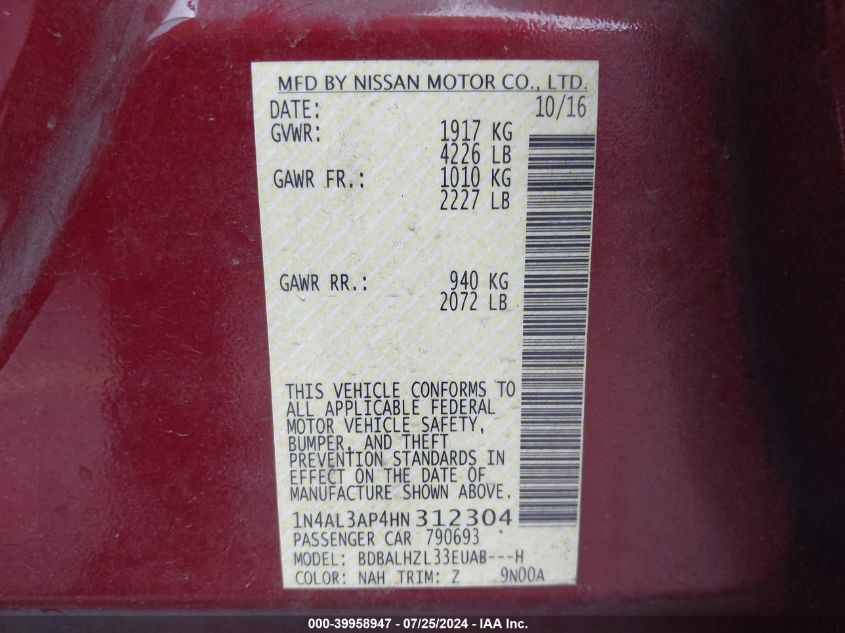 MFD BY NISSAN MOTOR CO., LTD.
DATE: 10/16
GVWR: 1917 KG
4226 LB
GAWR FR.: 1010 KG
2227 LB
GAWR RR.: 940 KG
2072 LB
THIS VEHICLE CONFORMS TO
ALL APPLICABLE FEDERAL
MOTOR VEHICLE SAFETY,
BUMPER, AND THEFT
PREVENTION STANDARDS IN
EFFECT ON THE DATE OF
MANUFACTURE SHOWN ABOVE.
1N4AL3AP4HN 312304
PASSENGER CAR 790693
MODEL: BDBALHZL33EUAB---H
COLOR: NAH TRIM: Z 9N00A
000-39958947 - 07/25/2024 - IAA Inc.